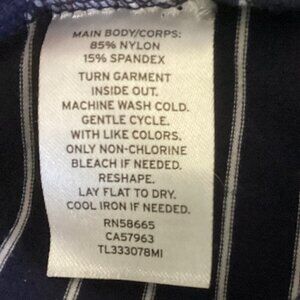 MAIN BODY/CORPS:
85% NYLON
15% SPANDEX
TURN GARMENT
INSIDE OUT.
MACHINE WASH COLD.
GENTLE CYCLE.
WITH LIKE COLORS.
ONLY NON-CHLORINE
BLEACH IF NEEDED.
RESHAPE.
LAY FLAT TO DRY.
COOL IRON IF NEEDED.
RN58665
CA57963
TL333078MI